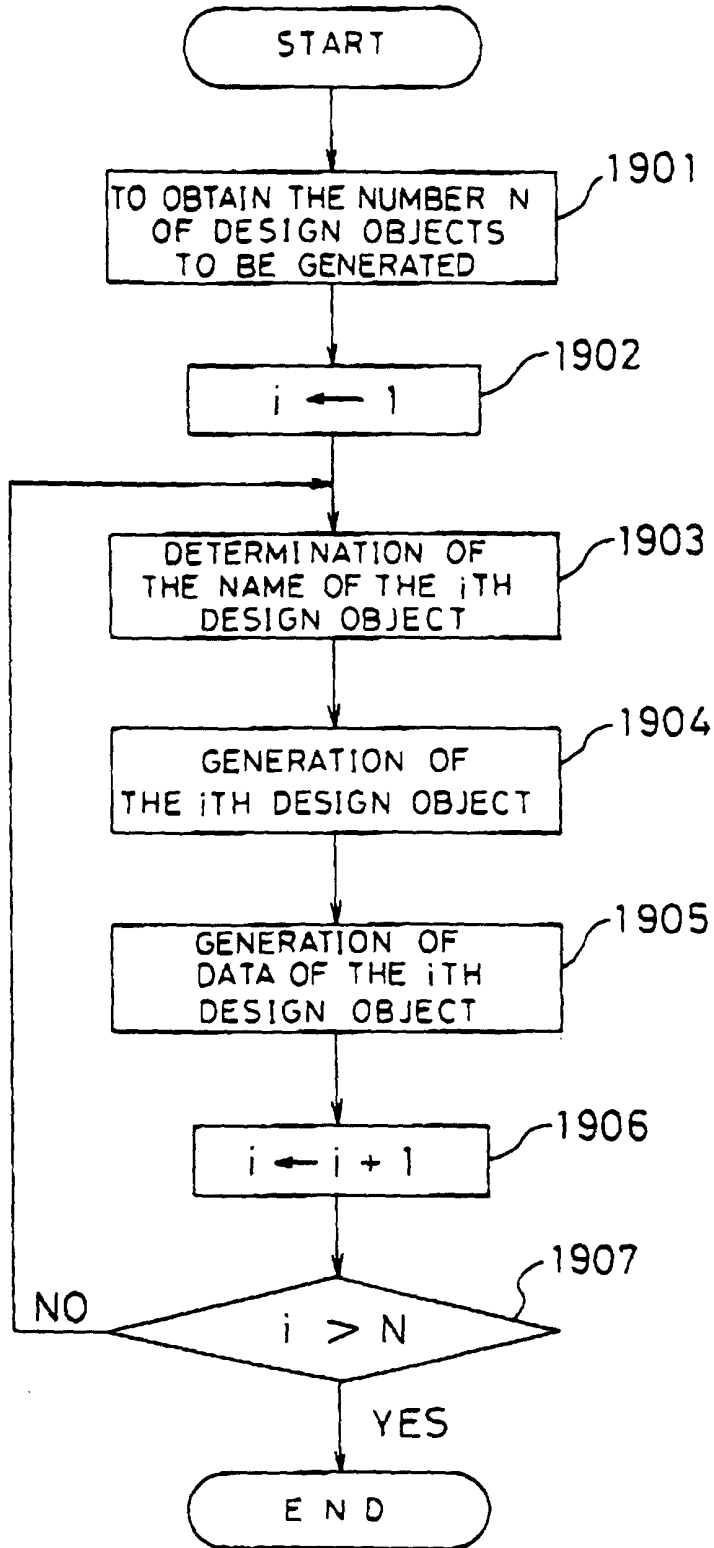 START
TO OBTAIN THE NUMBER N
OF DESIGN OBJECTS
TO BE GENERATED
1901
i ← 1
1902
DETERMINATION OF
THE NAME OF THE iTH
DESIGN OBJECT
1903
GENERATION OF
THE iTH DESIGN OBJECT
1904
GENERATION OF
DATA OF THE iTH
DESIGN OBJECT
1905
i ← i + 1
1906
i > N
1907
NO
YES
END